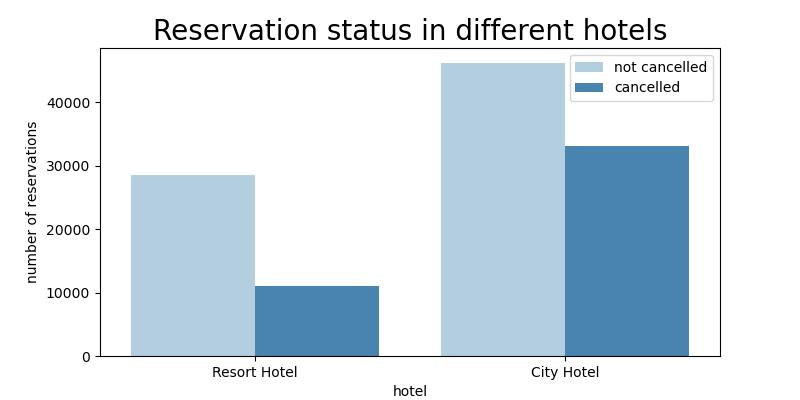 Reservation status in different hotels
not cancelled
cancelled
number of reservations
40000
30000
20000
10000
0
Resort Hotel
City Hotel
hotel